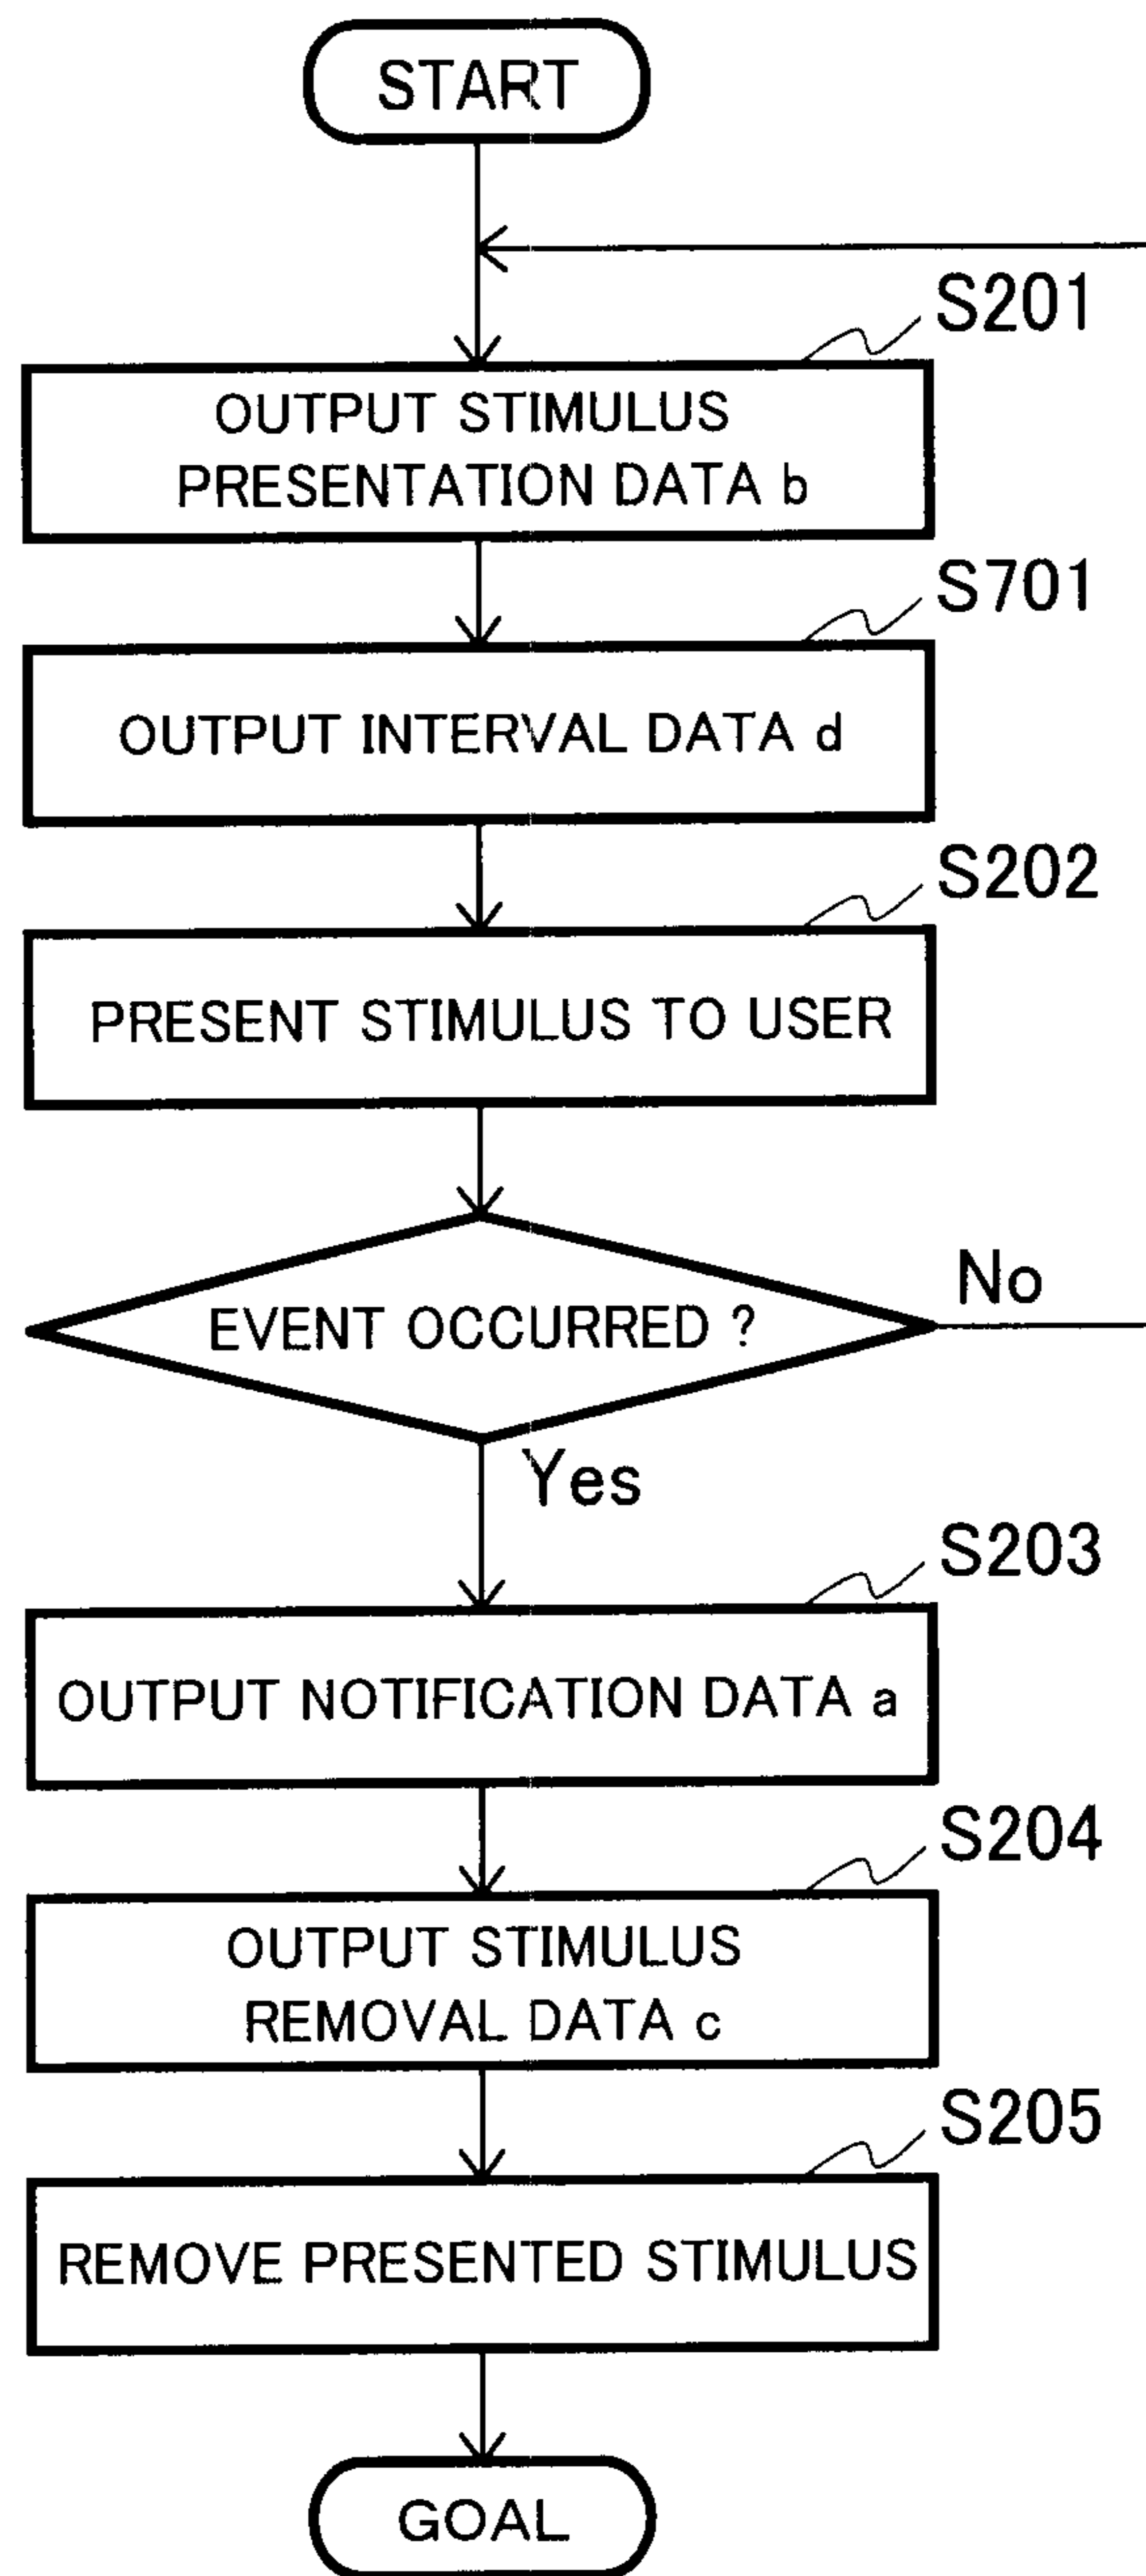 START
S201
OUTPUT STIMULUS
PRESENTATION DATA b
S701
OUTPUT INTERVAL DATA d
S202
PRESENT STIMULUS TO USER
No
EVENT OCCURRED ?
Yes
S203
OUTPUT NOTIFICATION DATA a
S204
OUTPUT STIMULUS
REMOVAL DATA c
S205
REMOVE PRESENTED STIMULUS
GOAL